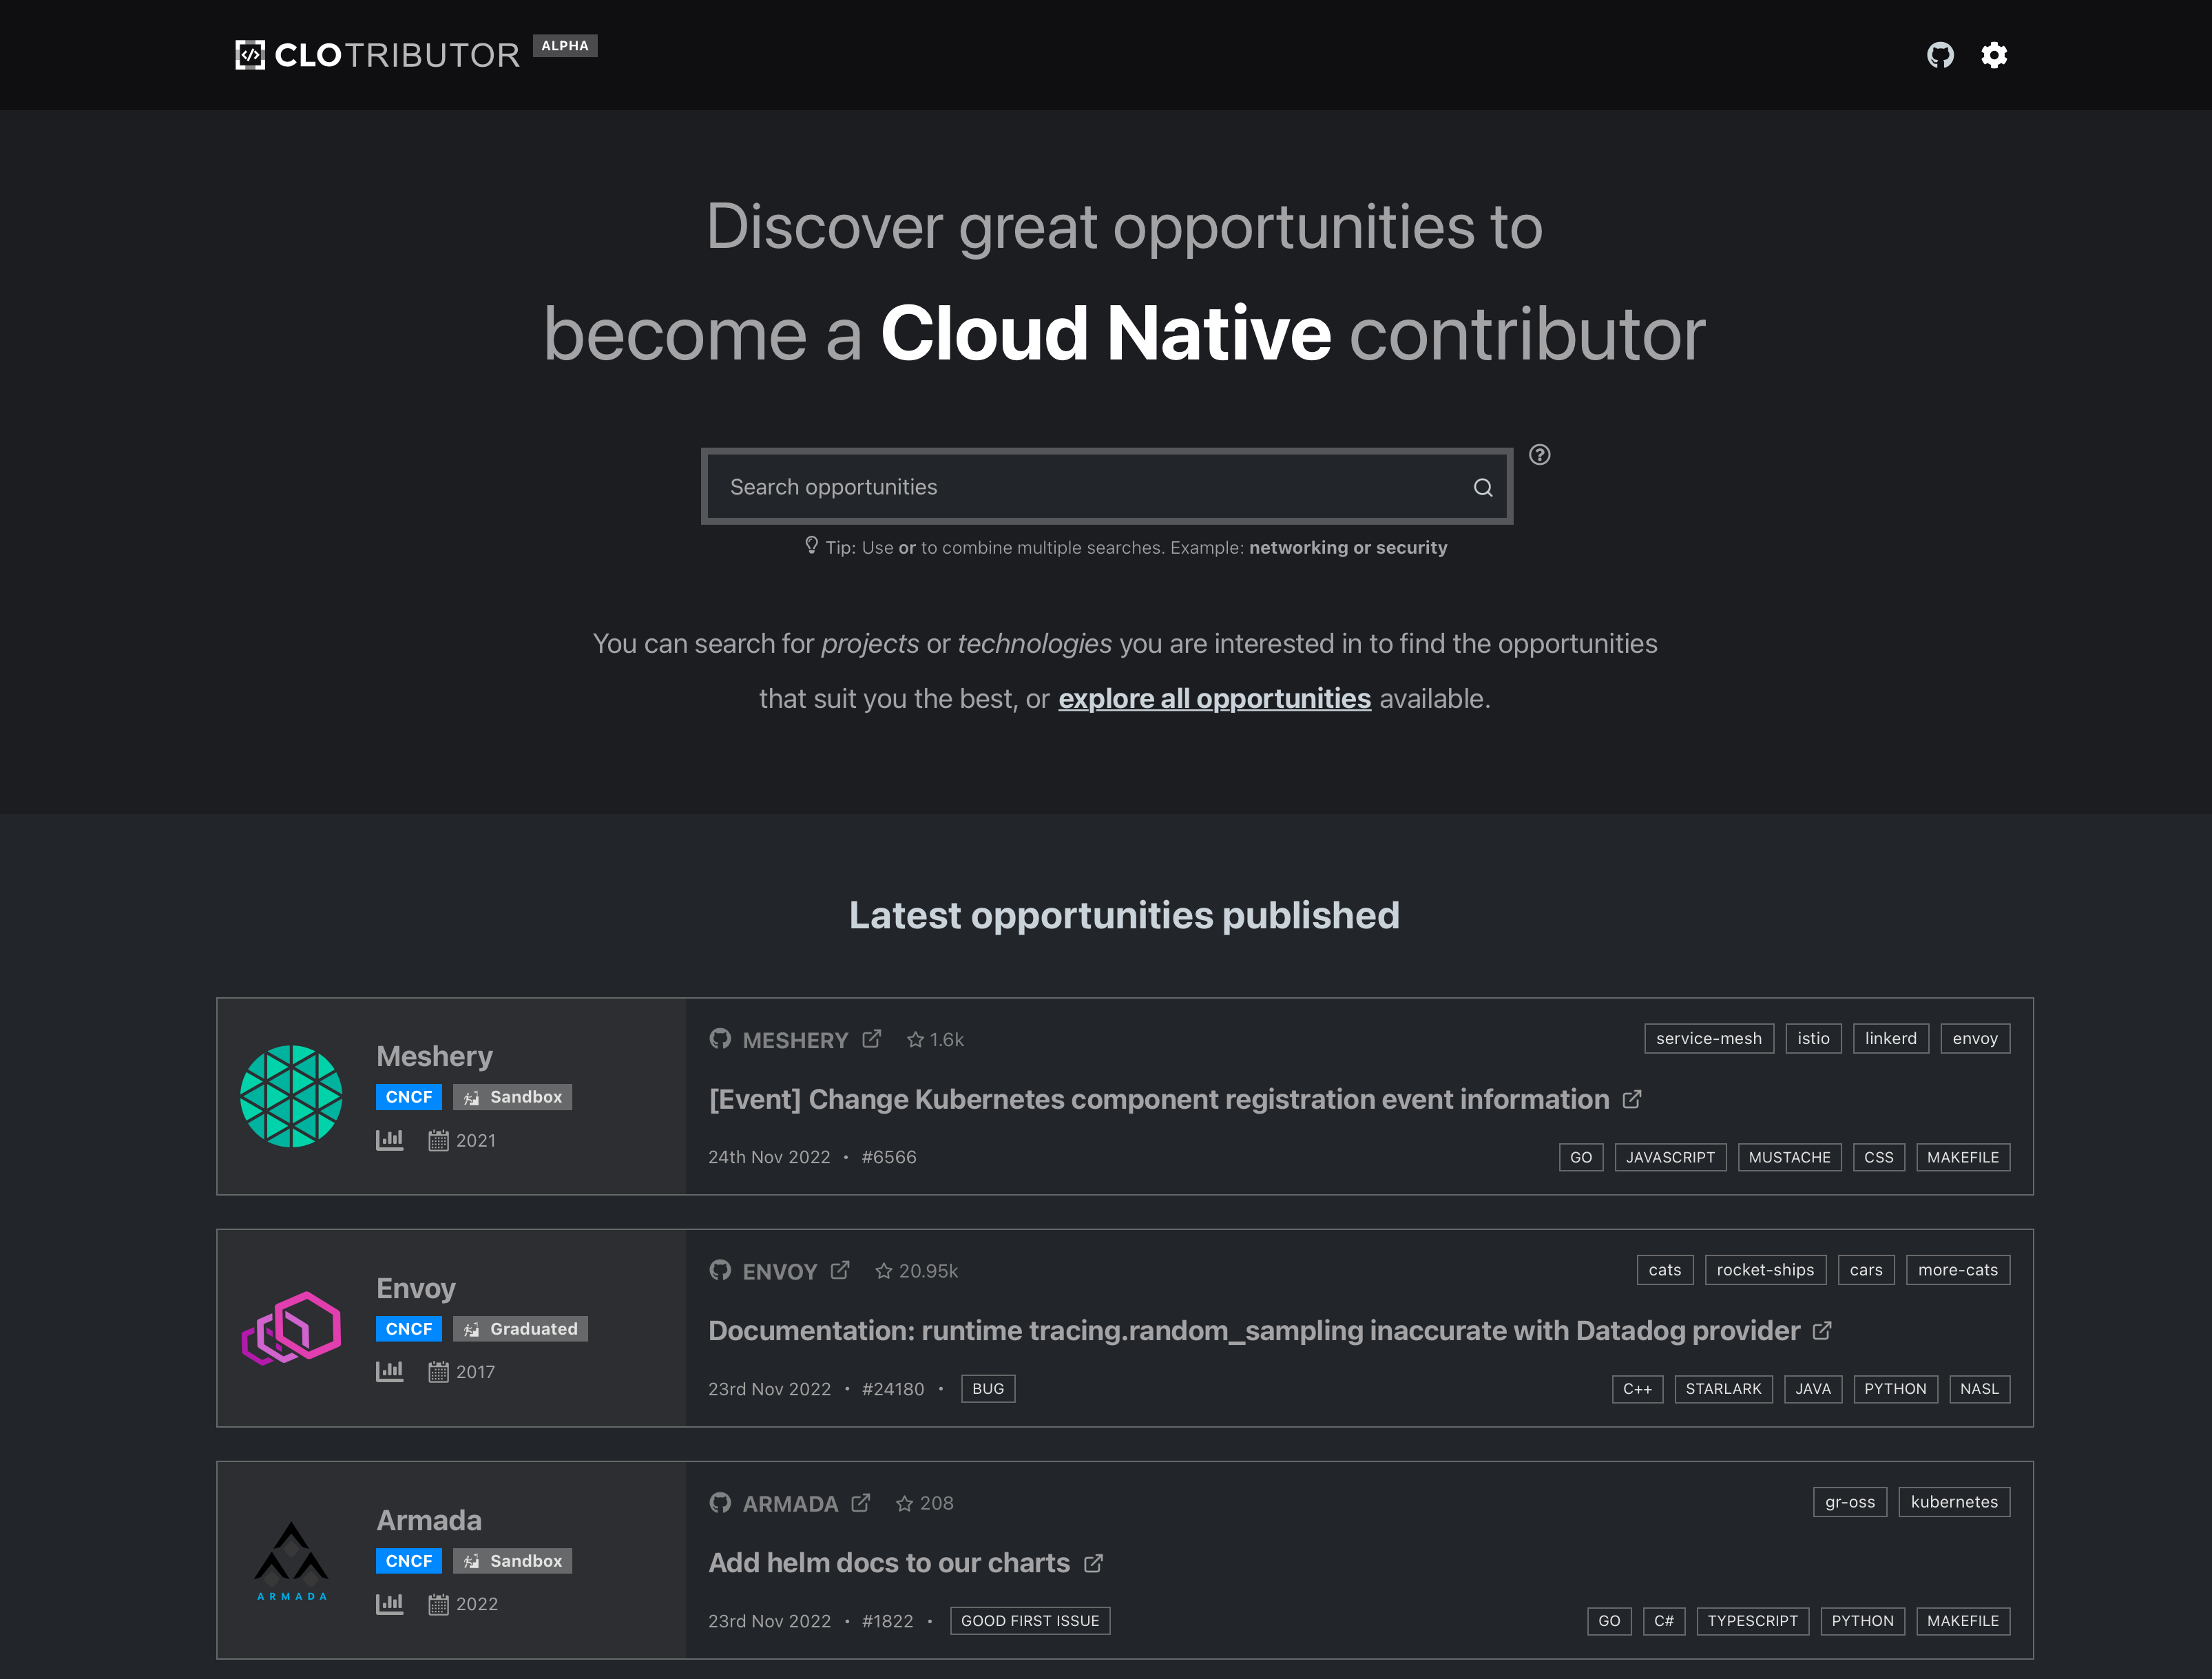 CLOTRIBUTOR ALPHA
Discover great opportunities to
become a Cloud Native contributor
Search opportunities
Tip: Use or to combine multiple searches. Example: networking or security
You can search for projects or technologies you are interested in to find the opportunities
that suit you the best, or explore all opportunities available.
Latest opportunities published
Meshery
CNCF Sandbox
2021
MESHERY 1.6k
service-mesh istio linkerd envoy
[Event] Change Kubernetes component registration event information
24th Nov 2022 • #6566
GO JAVASCRIPT MUSTACHE CSS MAKEFILE
Envoy
CNCF Graduated
2017
ENVOY 20.95k
cats rocket-ships cars more-cats
Documentation: runtime tracing.random_sampling inaccurate with Datadog provider
23rd Nov 2022 • #24180 • BUG
C++ STARLARK JAVA PYTHON NASL
ARMADA
Armada
CNCF Sandbox
2022
ARMADA 208
gr-oss kubernetes
Add helm docs to our charts
23rd Nov 2022 • #1822 • GOOD FIRST ISSUE
GO C# TYPESCRIPT PYTHON MAKEFILE